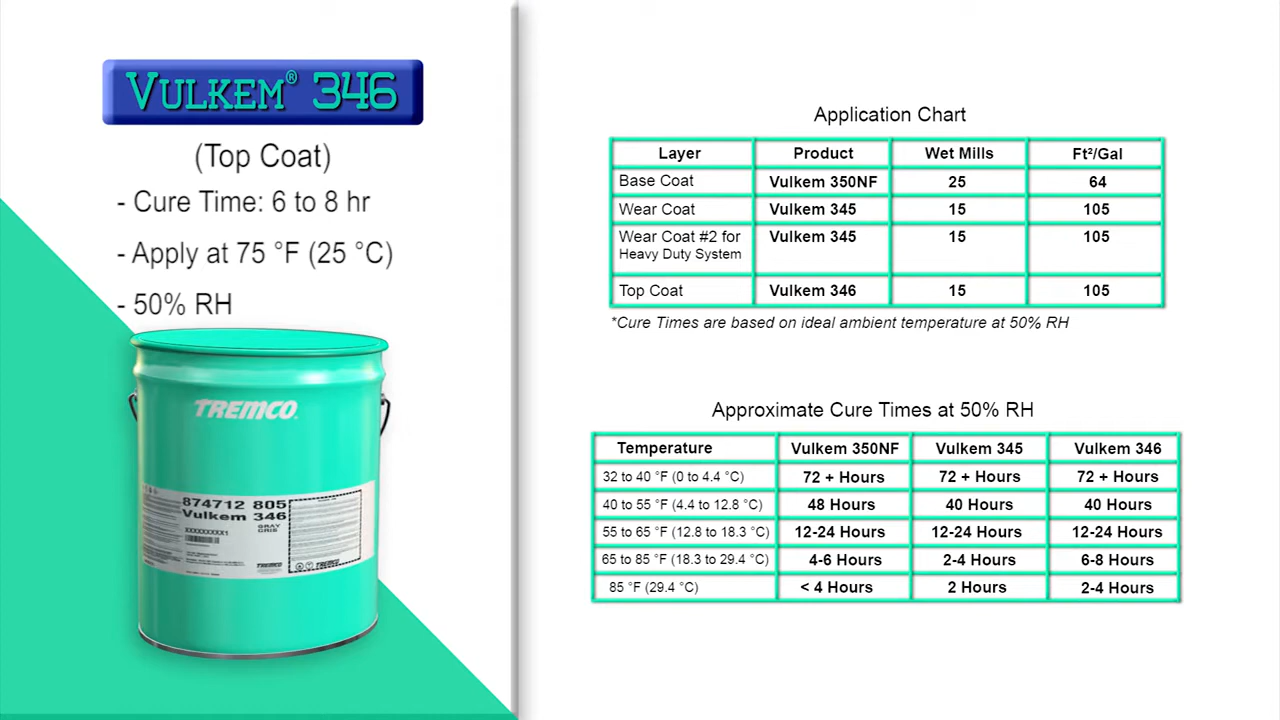 VULKEM® 346
(Top Coat)
- Cure Time: 6 to 8 hr
- Apply at 75 °F (25 °C)
- 50% RH
TREMCO.
874712 805
Vulkem 346
GRAY
GRIS
XXXXXXXXX1
TREMCO
TREMCO
Application Chart
Layer Product Wet Mills Ft²/Gal
Base Coat Vulkem 350NF 25 64
Wear Coat Vulkem 345 15 105
Wear Coat #2 for Vulkem 345 15 105
Heavy Duty System
Top Coat Vulkem 346 15 105
*Cure Times are based on ideal ambient temperature at 50% RH
Approximate Cure Times at 50% RH
Temperature Vulkem 350NF Vulkem 345 Vulkem 346
32 to 40 °F (0 to 4.4 °C) 72 + Hours 72 + Hours 72 + Hours
40 to 55 °F (4.4 to 12.8 °C) 48 Hours 40 Hours 40 Hours
55 to 65 °F (12.8 to 18.3 °C) 12-24 Hours 12-24 Hours 12-24 Hours
65 to 85 °F (18.3 to 29.4 °C) 4-6 Hours 2-4 Hours 6-8 Hours
85 °F (29.4 °C) < 4 Hours 2 Hours 2-4 Hours